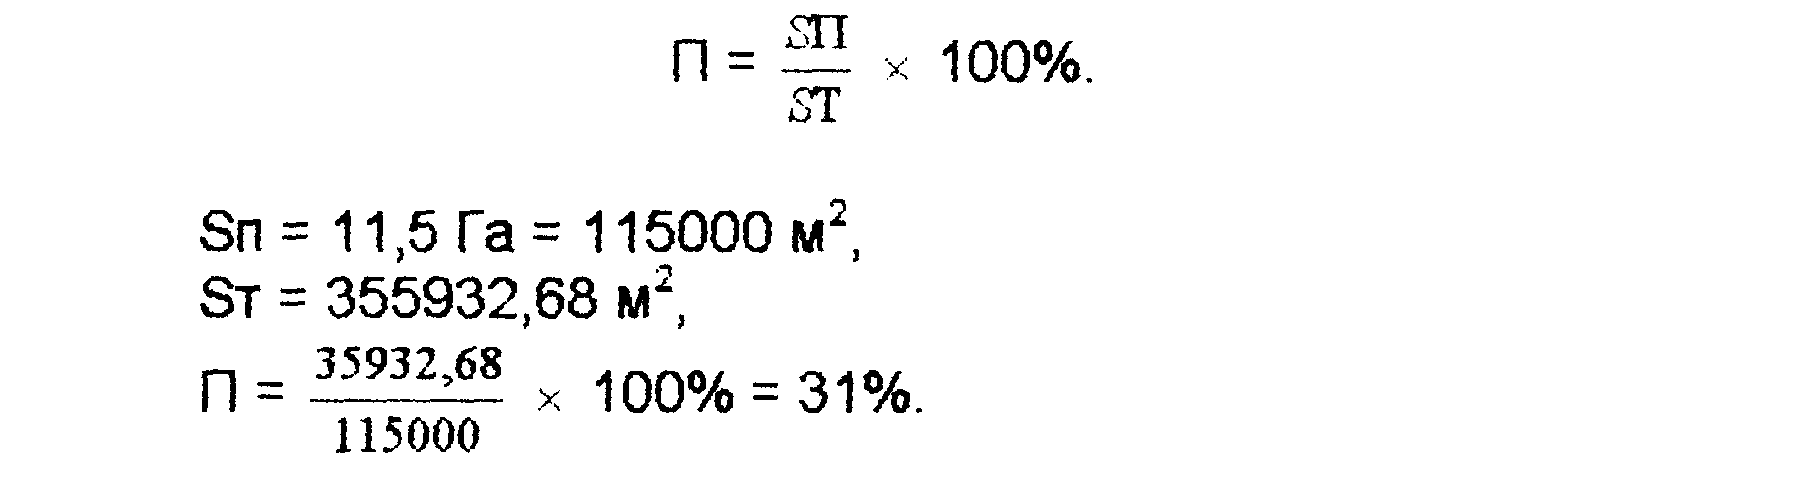 П = SП / SТ × 100%.
Sп = 11,5 Га = 115000 м²,
Sт = 355932,68 м²,
П = 35932,68 / 115000 × 100% = 31%.